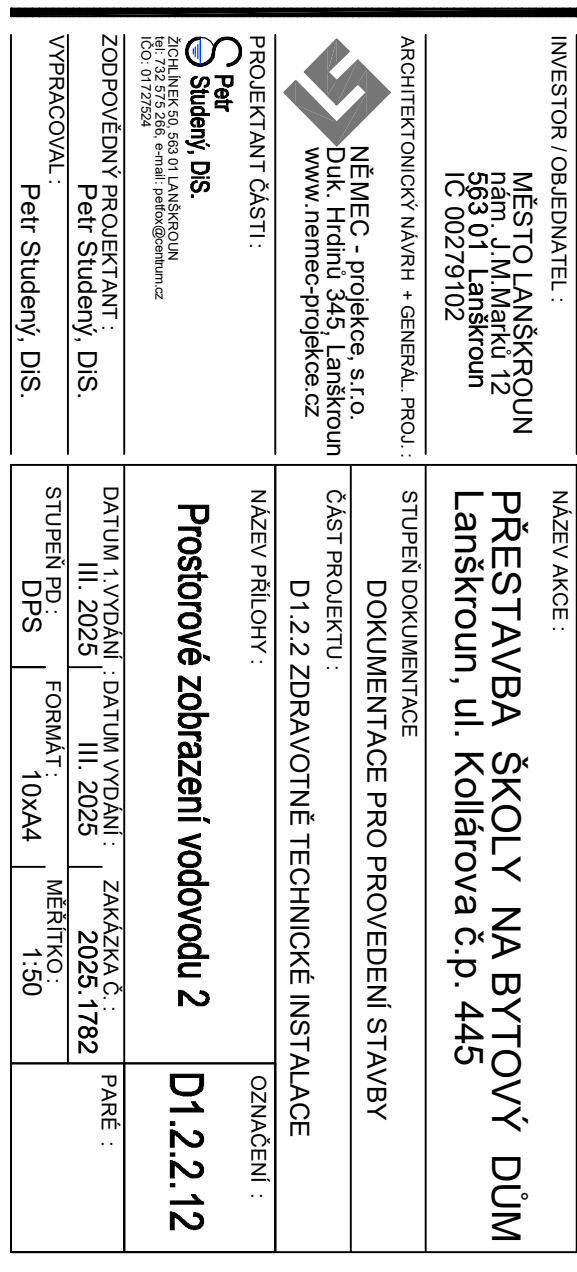 INVESTOR / OBJEDNATEL :
MĚSTO LANŠKROUN
nám. J.M.Marků 12
563 01 Lanškroun
IČ 00279102
ARCHITEKTONICKÝ NÁVRH + GENERÁL. PROJ. :
NĚMEC - projekce, s.r.o.
Duk. Hrdinů 345, Lanškroun
www.nemec-projekce.cz
PROJEKTANT ČÁSTI :
Petr
Studený, DiS.
ŽICHLÍNEK 50, 563 01 LANŠKROUN
tel: 732 575 266, e-mail: petfox@centrum.cz
IČO: 01727524
ZODPOVĚDNÝ PROJEKTANT :
Petr Studený, DiS.
VYPRACOVAL :
Petr Studený, DiS.
NÁZEV AKCE :
PŘESTAVBA ŠKOLY NA BYTOVÝ DŮM
Lanškroun, ul. Kollárova č.p. 445
STUPEŇ DOKUMENTACE
DOKUMENTACE PRO PROVEDENÍ STAVBY
ČÁST PROJEKTU :
D1.2.2 ZDRAVOTNĚ TECHNICKÉ INSTALACE
NÁZEV PŘÍLOHY :
Prostorové zobrazení vodovodu 2
OZNAČENÍ :
D1.2.2.12
DATUM 1.VYDÁNÍ :
III. 2025
DATUM VYDÁNÍ :
III. 2025
ZAKÁZKA Č. :
2025.1782
PARÉ :
STUPEŇ PD :
DPS
FORMÁT :
10xA4
MĚŘÍTKO :
1:50